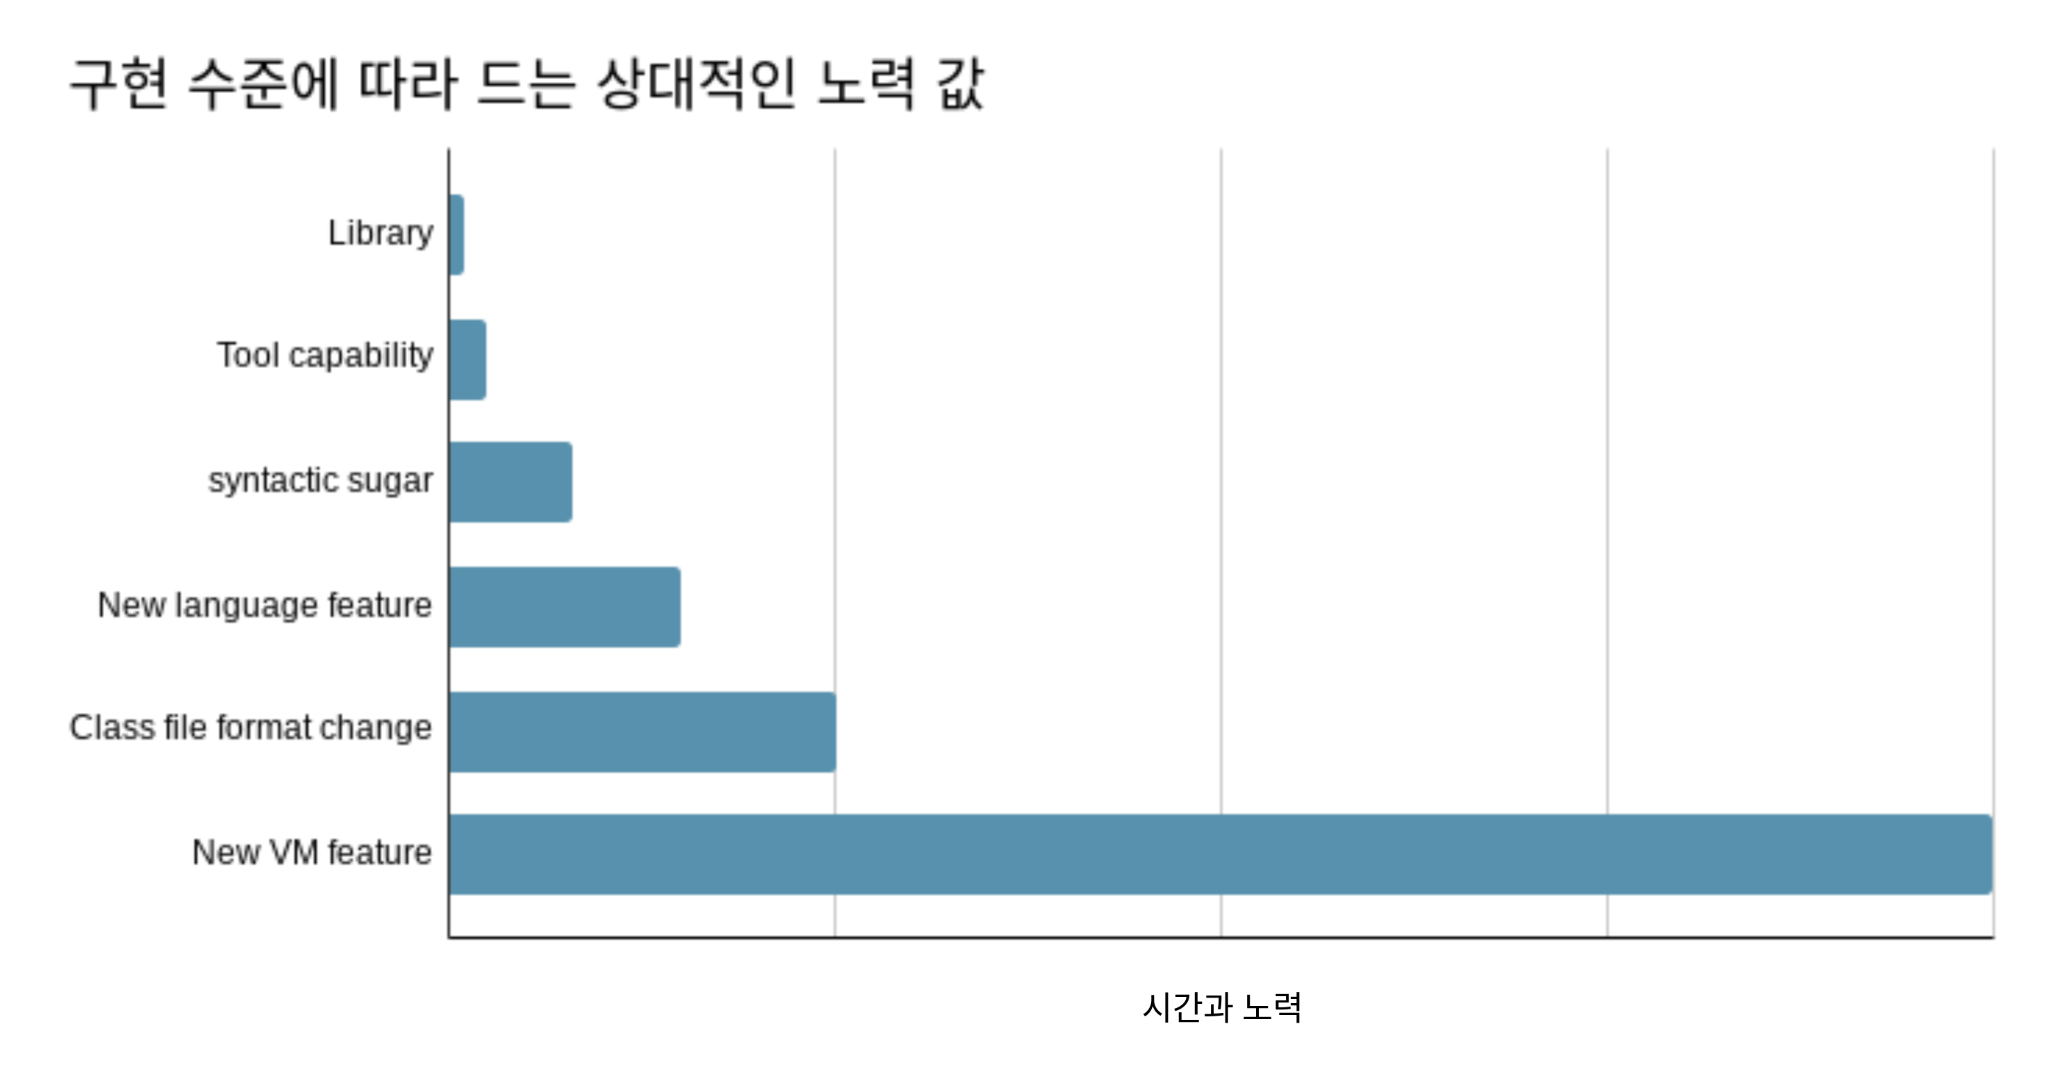 구현 수준에 따라 드는 상대적인 노력 값
Library
Tool capability
syntactic sugar
New language feature
Class file format change
New VM feature
시간과 노력